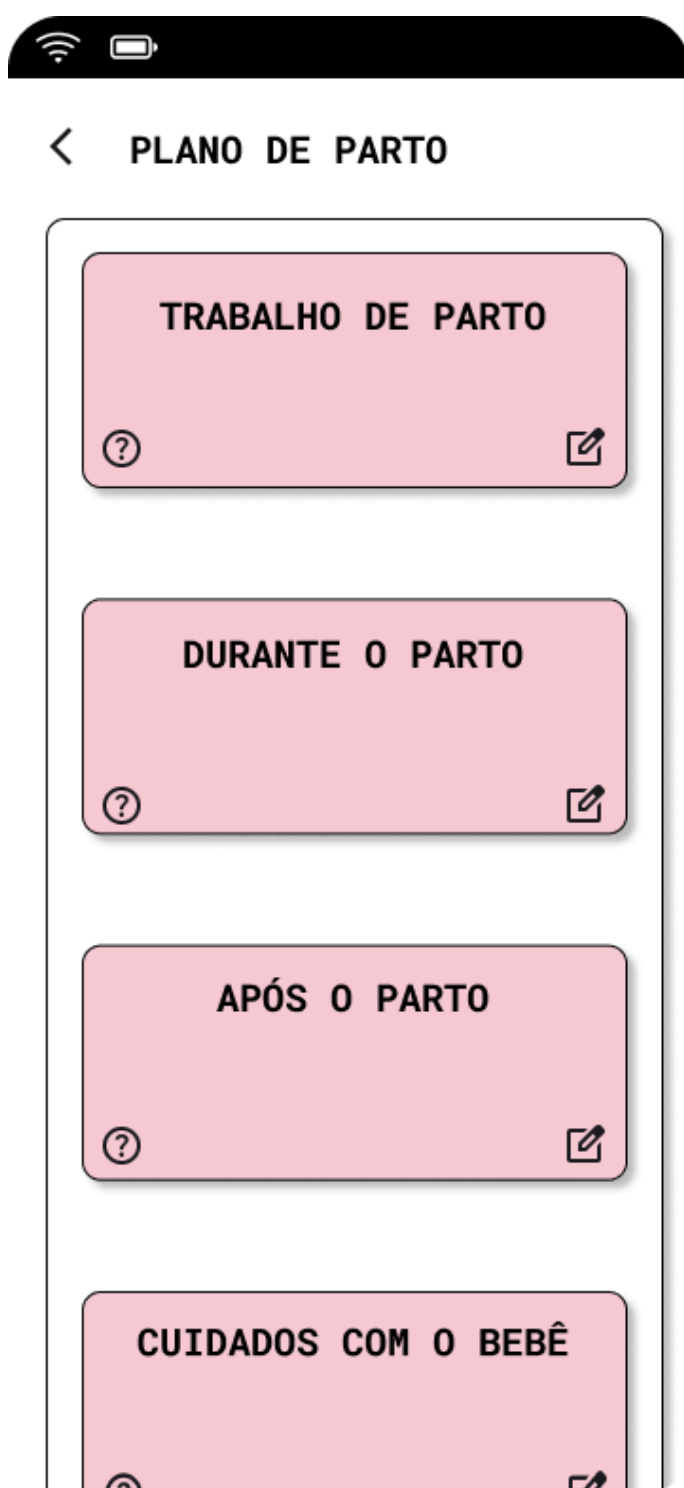 PLANO DE PARTO
TRABALHO DE PARTO
DURANTE O PARTO
APÓS O PARTO
CUIDADOS COM O BEBÊ